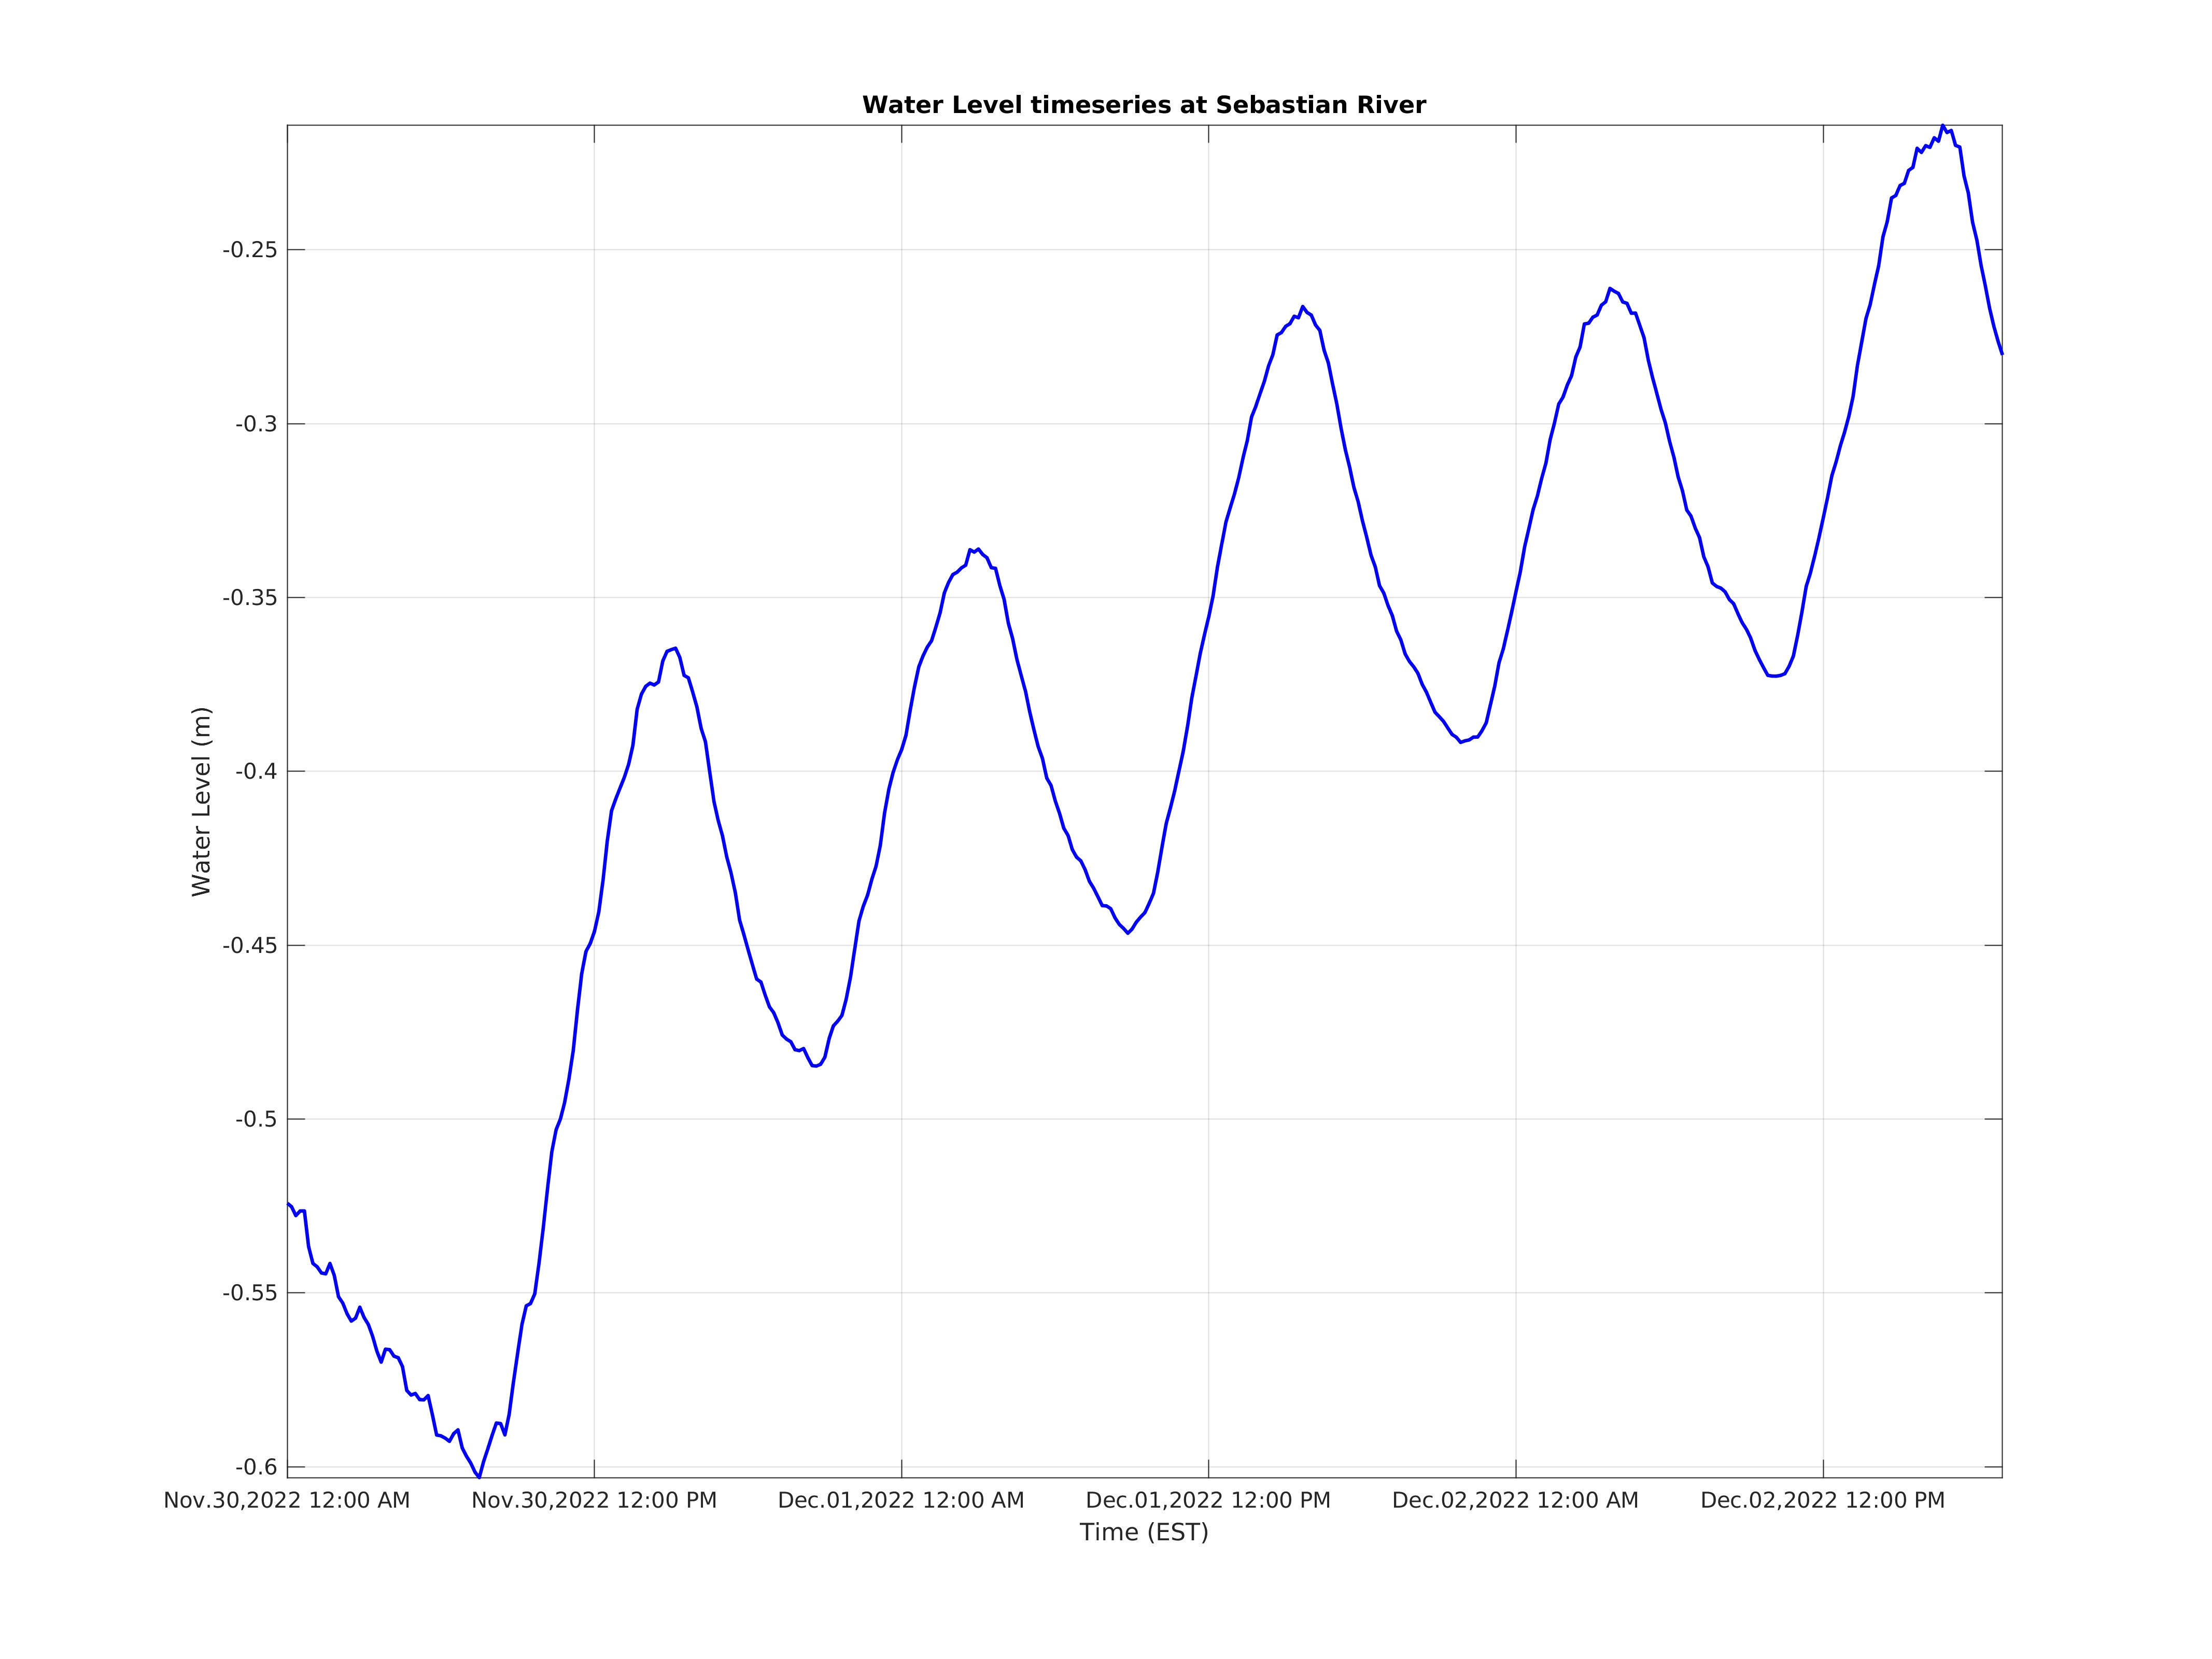 Water Level timeseries at Sebastian River
Water Level (m)
-0.25
-0.3
-0.35
-0.4
-0.45
-0.5
-0.55
-0.6
Nov.30,2022 12:00 AM Nov.30,2022 12:00 PM Dec.01,2022 12:00 AM Dec.01,2022 12:00 PM Dec.02,2022 12:00 AM Dec.02,2022 12:00 PM
Time (EST)